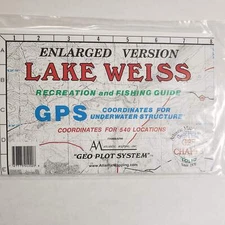 ENLARGED VERSION
LAKE WEISS
RECREATION and FISHING GUIDE
GPS COORDINATES FOR
UNDERWATER STRUCTURE
COORDINATES FOR 640 LOCATIONS
"GEO PLOT SYSTEM"